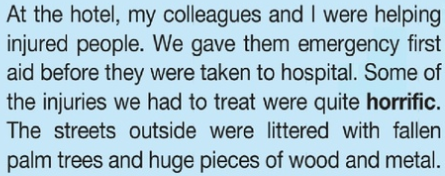 At the hotel, my colleagues and I were helping
injured people. We gave them emergency first
aid before they were taken to hospital. Some of
the injuries we had to treat were quite horrific.
The streets outside were littered with fallen
palm trees and huge pieces of wood and metal.